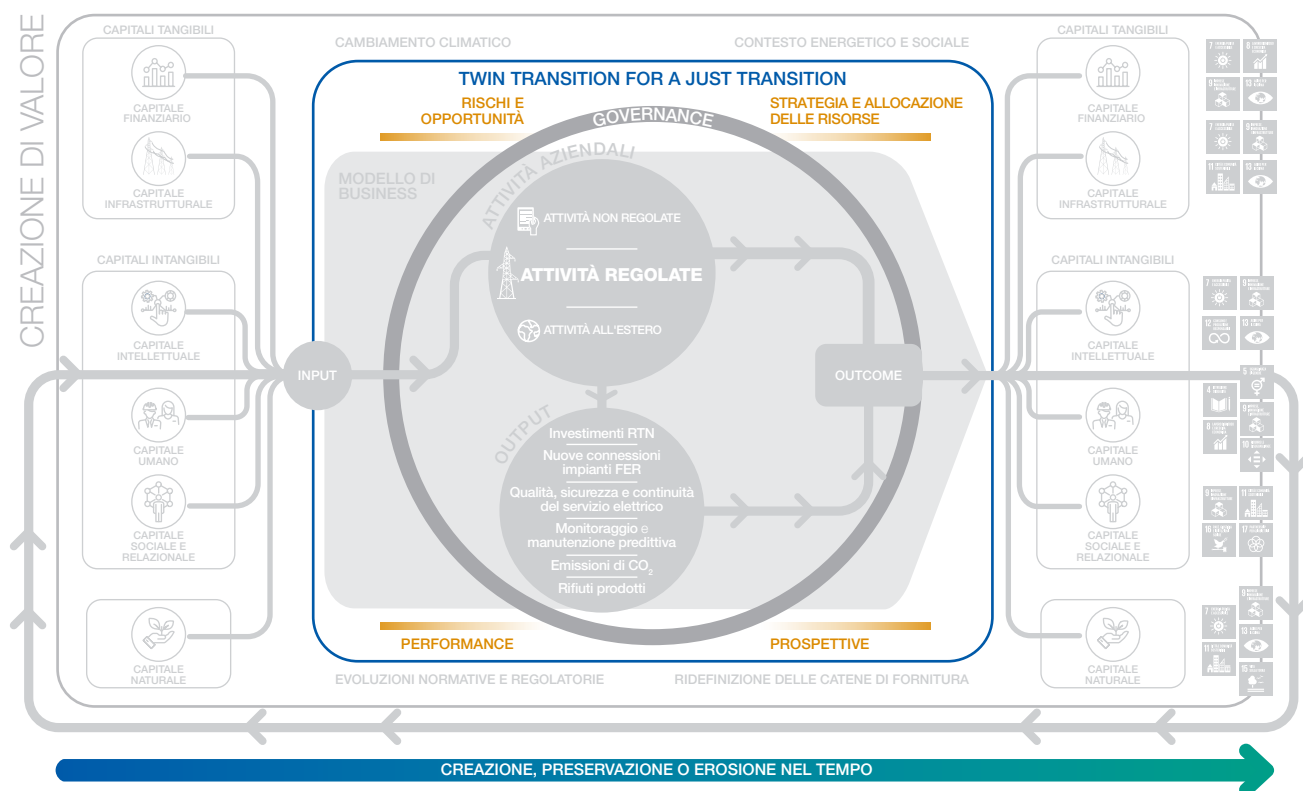 CREAZIONE DI VALORE
CAPITALI TANGIBILI
CAPITALE
FINANZIARIO
CAPITALE
INFRASTRUTTURALE
CAPITALI INTANGIBILI
CAPITALE
INTELLETTUALE
CAPITALE
UMANO
CAPITALE
SOCIALE E
RELAZIONALE
CAPITALE
NATURALE
CAMBIAMENTO CLIMATICO
CONTESTO ENERGETICO E SOCIALE
TWIN TRANSITION FOR A JUST TRANSITION
RISCHI E
OPPORTUNITÀ
STRATEGIA E ALLOCAZIONE
DELLE RISORSE
GOVERNANCE
MODELLO DI
BUSINESS
ATTIVITÀ AZIENDALI
ATTIVITÀ NON REGOLATE
ATTIVITÀ REGOLATE
ATTIVITÀ ALL'ESTERO
INPUT
OUTCOME
OUTPUT
Investimenti RTN
Nuove connessioni
impianti FER
Qualità, sicurezza e continuità
del servizio elettrico
Monitoraggio e
manutenzione predittiva
Emissioni di CO₂
Rifiuti prodotti
PERFORMANCE
PROSPETTIVE
EVOLUZIONI NORMATIVE E REGOLATORIE
RIDEFINIZIONE DELLE CATENE DI FORNITURA
CAPITALI TANGIBILI
CAPITALE
FINANZIARIO
CAPITALE
INFRASTRUTTURALE
CAPITALI INTANGIBILI
CAPITALE
INTELLETTUALE
CAPITALE
UMANO
CAPITALE
SOCIALE E
RELAZIONALE
CAPITALE
NATURALE
CREAZIONE, PRESERVAZIONE O EROSIONE NEL TEMPO